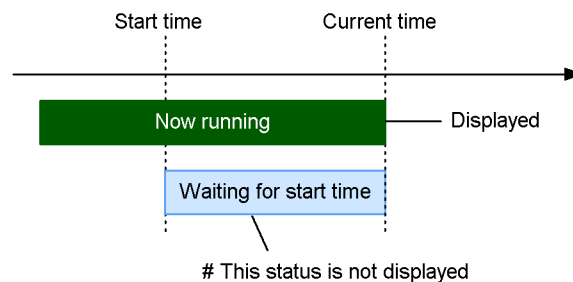 Start time
Current time
Now running
Displayed
Waiting for start time
# This status is not displayed